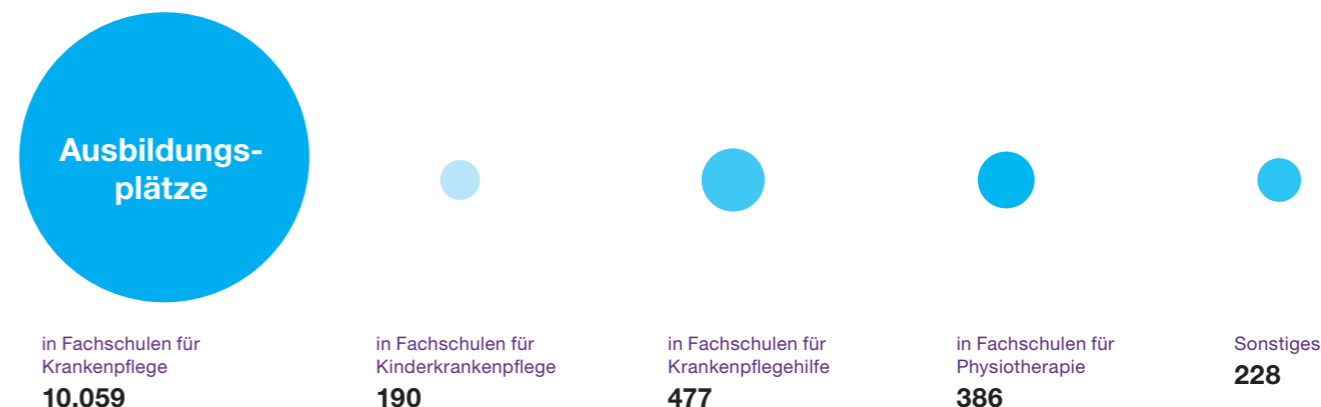 Ausbildungs-
plätze
in Fachschulen für
Krankenpflege
10.059
in Fachschulen für
Kinderkrankenpflege
190
in Fachschulen für
Krankenpflegehilfe
477
in Fachschulen für
Physiotherapie
386
Sonstiges
228